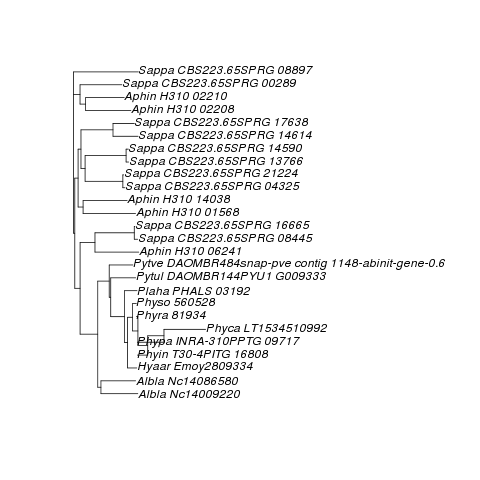 Sappa CBS223.65SPRG 08897
Sappa CBS223.65SPRG 00289
Aphin H310 02210
Aphin H310 02208
Sappa CBS223.65SPRG 17638
Sappa CBS223.65SPRG 14614
Sappa CBS223.65SPRG 14590
Sappa CBS223.65SPRG 13766
Sappa CBS223.65SPRG 21224
Sappa CBS223.65SPRG 04325
Aphin H310 14038
Aphin H310 01568
Sappa CBS223.65SPRG 16665
Sappa CBS223.65SPRG 08445
Aphin H310 06241
Pytve DAOMBR484snap-pve contig 1148-abinit-gene-0.6
Pytul DAOMBR144PYU1 G009333
Plaha PHALS 03192
Physo 560528
Phyra 81934
Phyca LT1534510992
Phypa INRA-310PPTG 09717
Phyin T30-4PITG 16808
Hyaar Emoy2809334
Albla Nc14086580
Albla Nc14009220